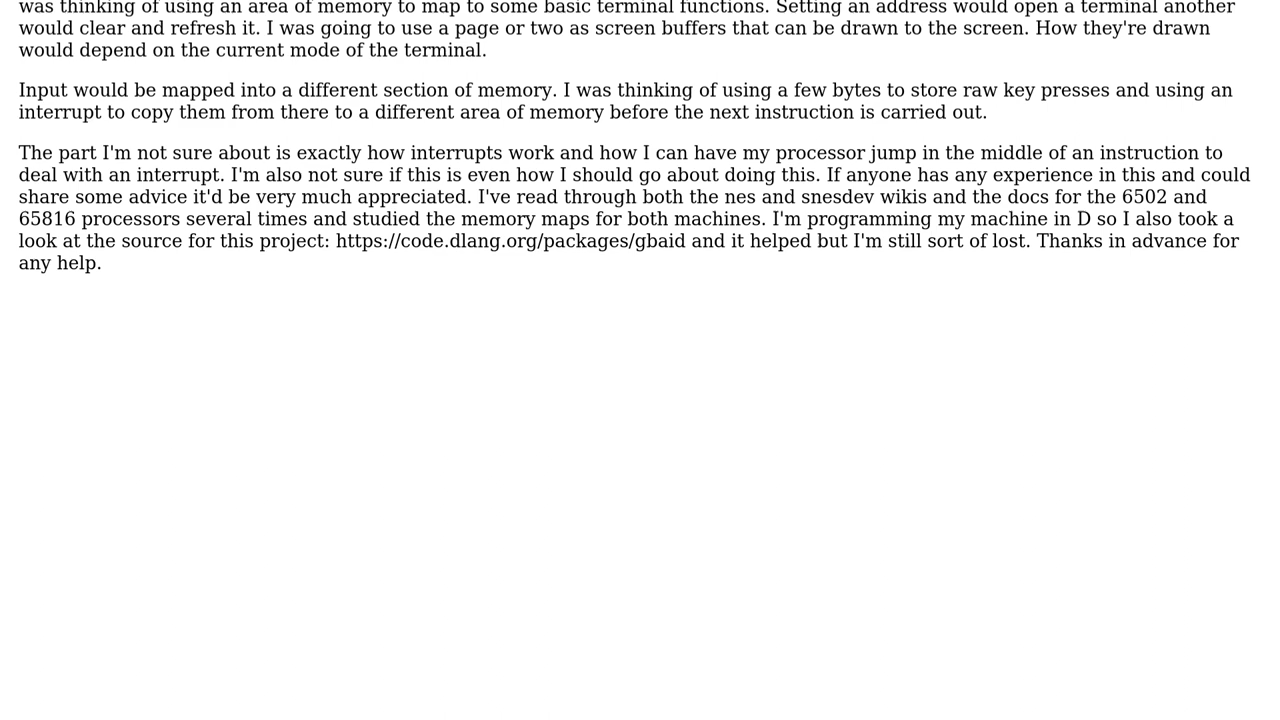 was thinking of using an area of memory to map to some basic terminal functions. Setting an address would open a terminal another
would clear and refresh it. I was going to use a page or two as screen buffers that can be drawn to the screen. How they're drawn
would depend on the current mode of the terminal.
Input would be mapped into a different section of memory. I was thinking of using a few bytes to store raw key presses and using an
interrupt to copy them from there to a different area of memory before the next instruction is carried out.
The part I'm not sure about is exactly how interrupts work and how I can have my processor jump in the middle of an instruction to
deal with an interrupt. I'm also not sure if this is even how I should go about doing this. If anyone has any experience in this and could
share some advice it'd be very much appreciated. I've read through both the nes and snesdev wikis and the docs for the 6502 and
65816 processors several times and studied the memory maps for both machines. I'm programming my machine in D so I also took a
look at the source for this project: https://code.dlang.org/packages/gbaid and it helped but I'm still sort of lost. Thanks in advance for
any help.